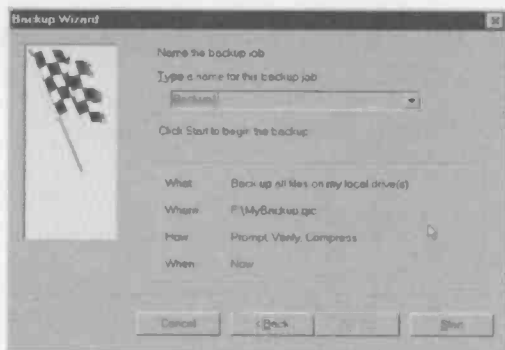 Backup Wizard
Name the backup job
Type a name for this backup job
Backup1
Click Start to begin the backup
What Back up all files on my local drive(s)
Where F:\MyBackup.qic
How Prompt, Verify, Compress
When Now
Cancel < Back Start